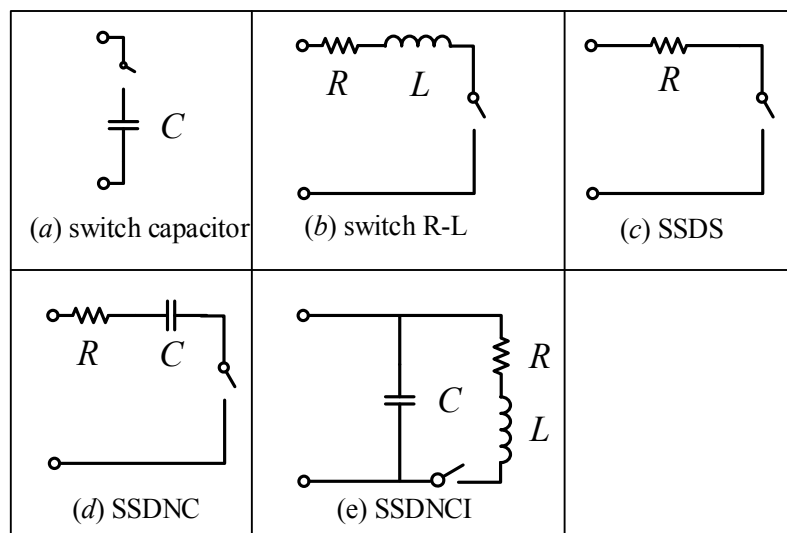 C
(a) switch capacitor
R L
(b) switch R-L
R
(c) SSDS
R C
(d) SSDNC
C
R
L
(e) SSDNCI